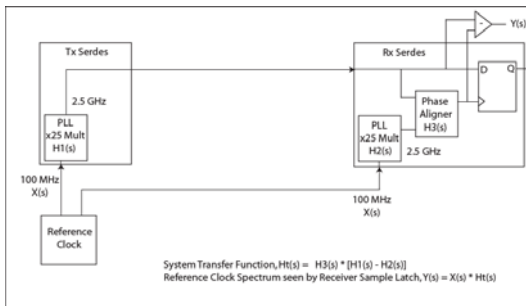 Tx Serdes
Rx Serdes
Y(s)
-
2.5 GHz
PLL
x25 Mult
H1(s)
D
Q
Phase
Aligner
H3(s)
PLL
x25 Mult
H2(s)
2.5 GHz
100 MHz
X(s)
100 MHz
X(s)
Reference
Clock
System Transfer Function, Ht(s) = H3(s) * [H1(s) - H2(s)]
Reference Clock Spectrum seen by Receiver Sample Latch, Y(s) = X(s) * Ht(s)